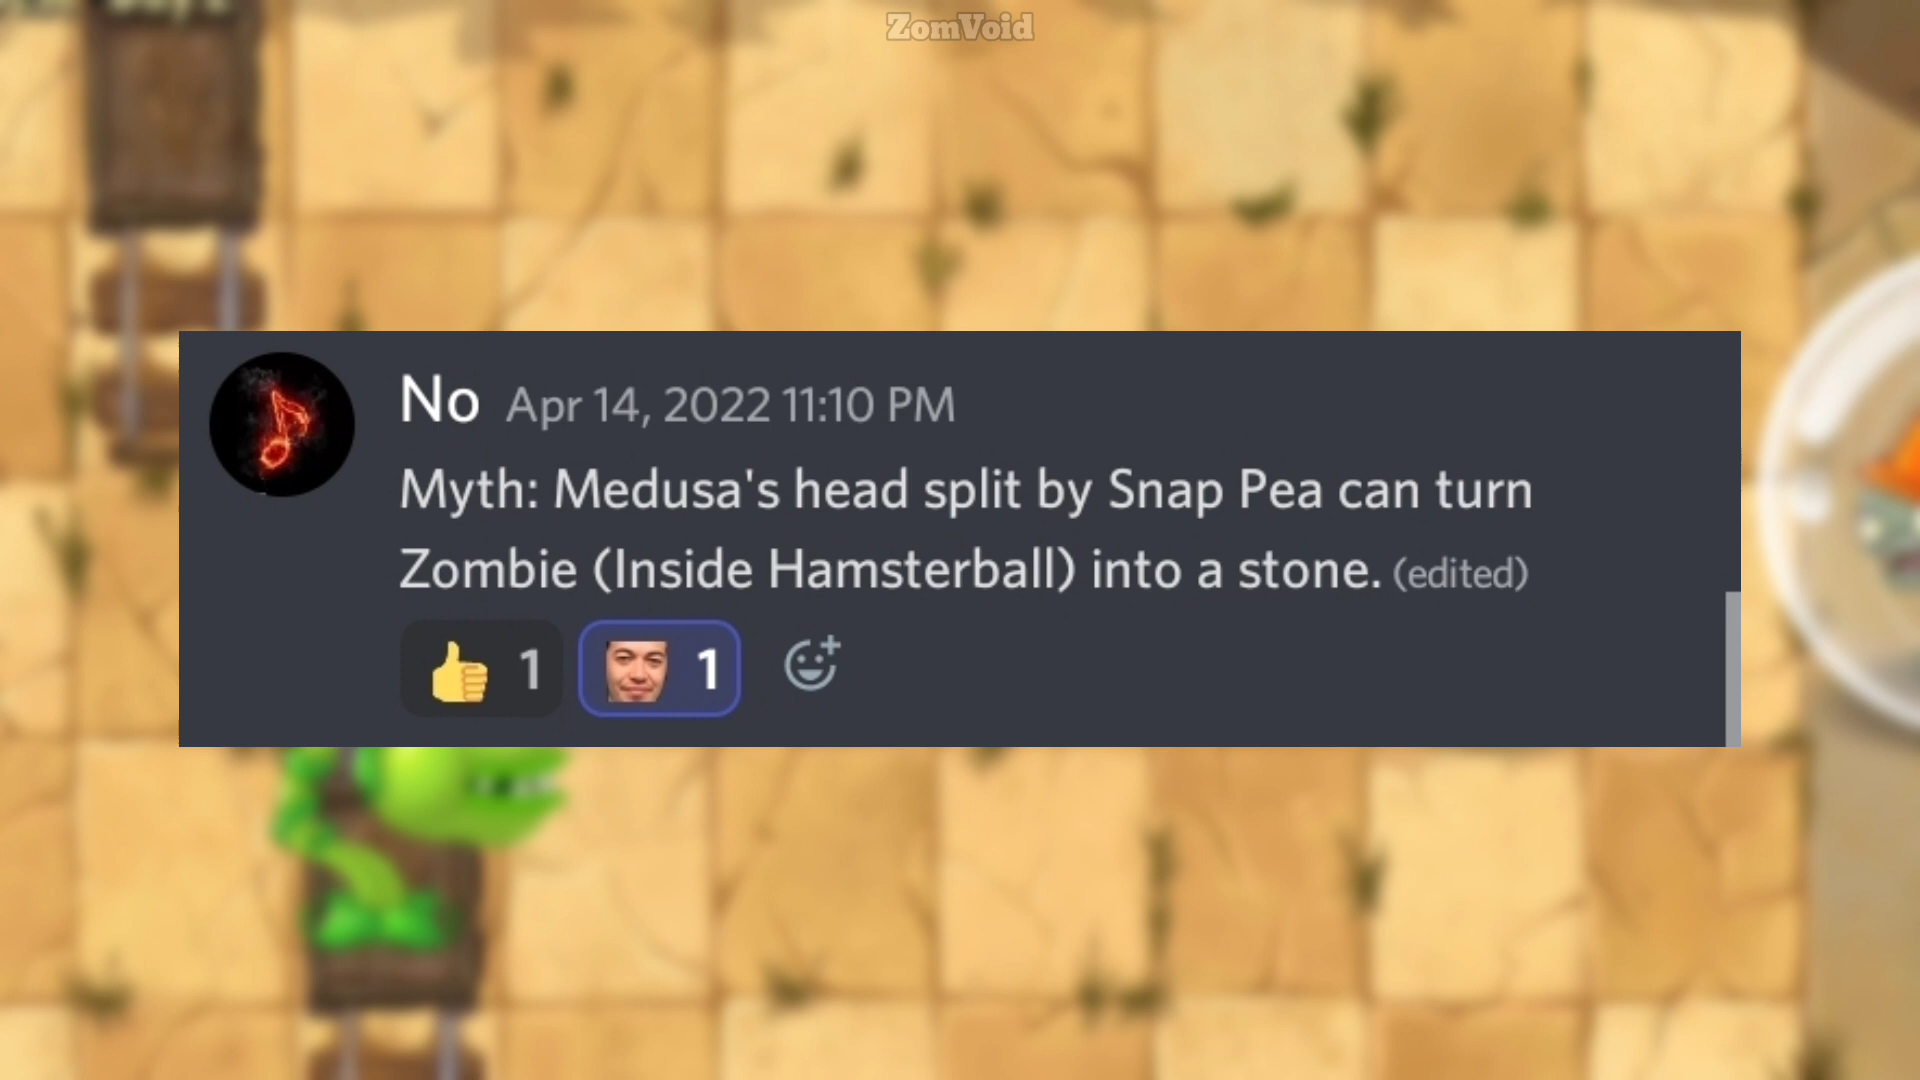 ZomVoid
No Apr 14, 2022 11:10 PM
Myth: Medusa's head split by Snap Pea can turn
Zombie (Inside Hamsterball) into a stone. (edited)
1 1